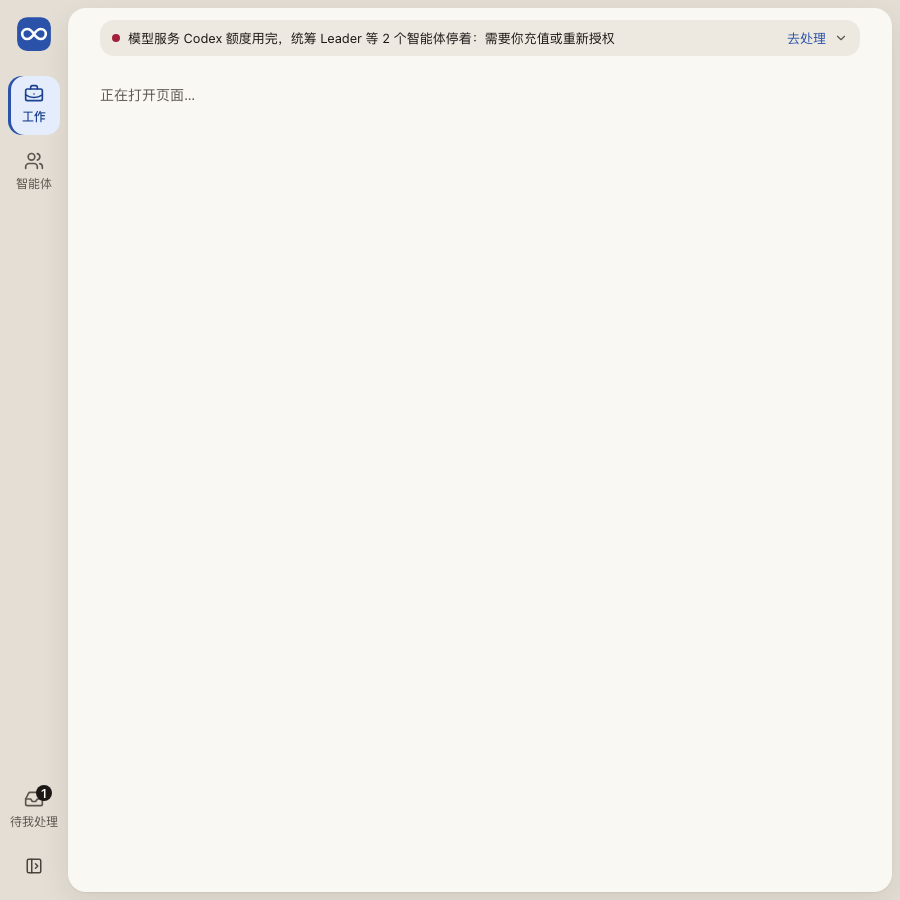 模型服务 Codex 额度用完，统筹 Leader 等 2 个智能体停着：需要你充值或重新授权
去处理
正在打开页面…
工作
智能体
1
待我处理